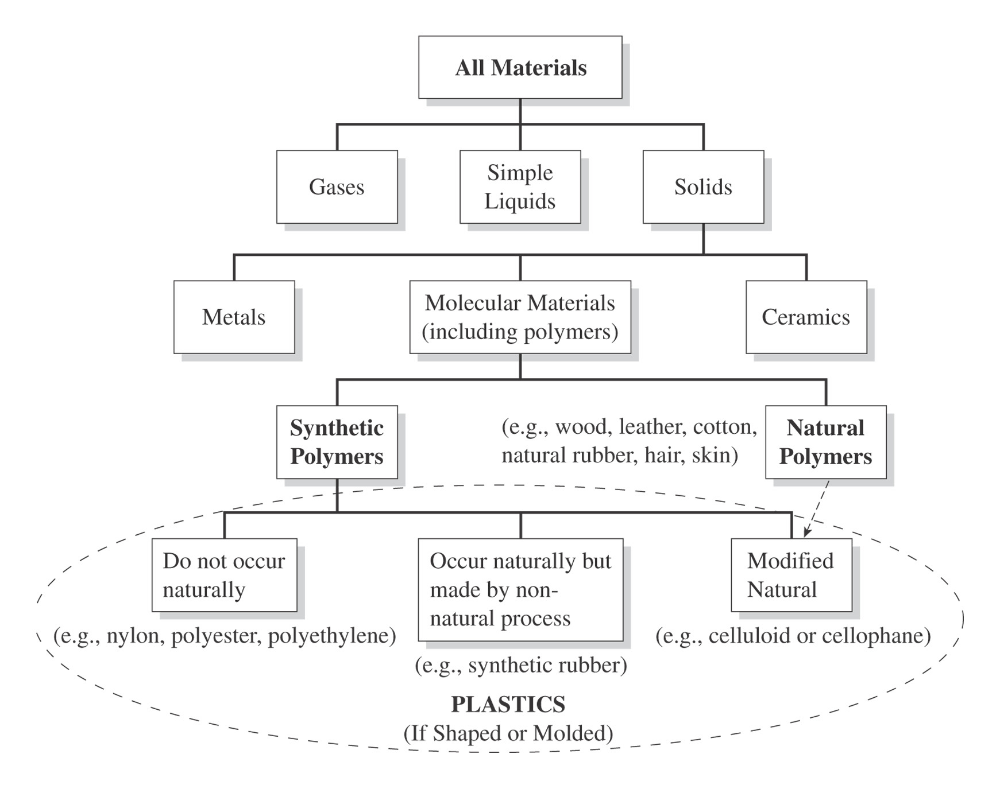 All Materials
Gases
Simple
Liquids
Solids
Metals
Molecular Materials
(including polymers)
Ceramics
Synthetic
Polymers
(e.g., wood, leather, cotton,
natural rubber, hair, skin)
Natural
Polymers
Do not occur
naturally
(e.g., nylon, polyester, polyethylene)
Occur naturally but
made by non-
natural process
(e.g., synthetic rubber)
Modified
Natural
(e.g., celluloid or cellophane)
PLASTICS
(If Shaped or Molded)